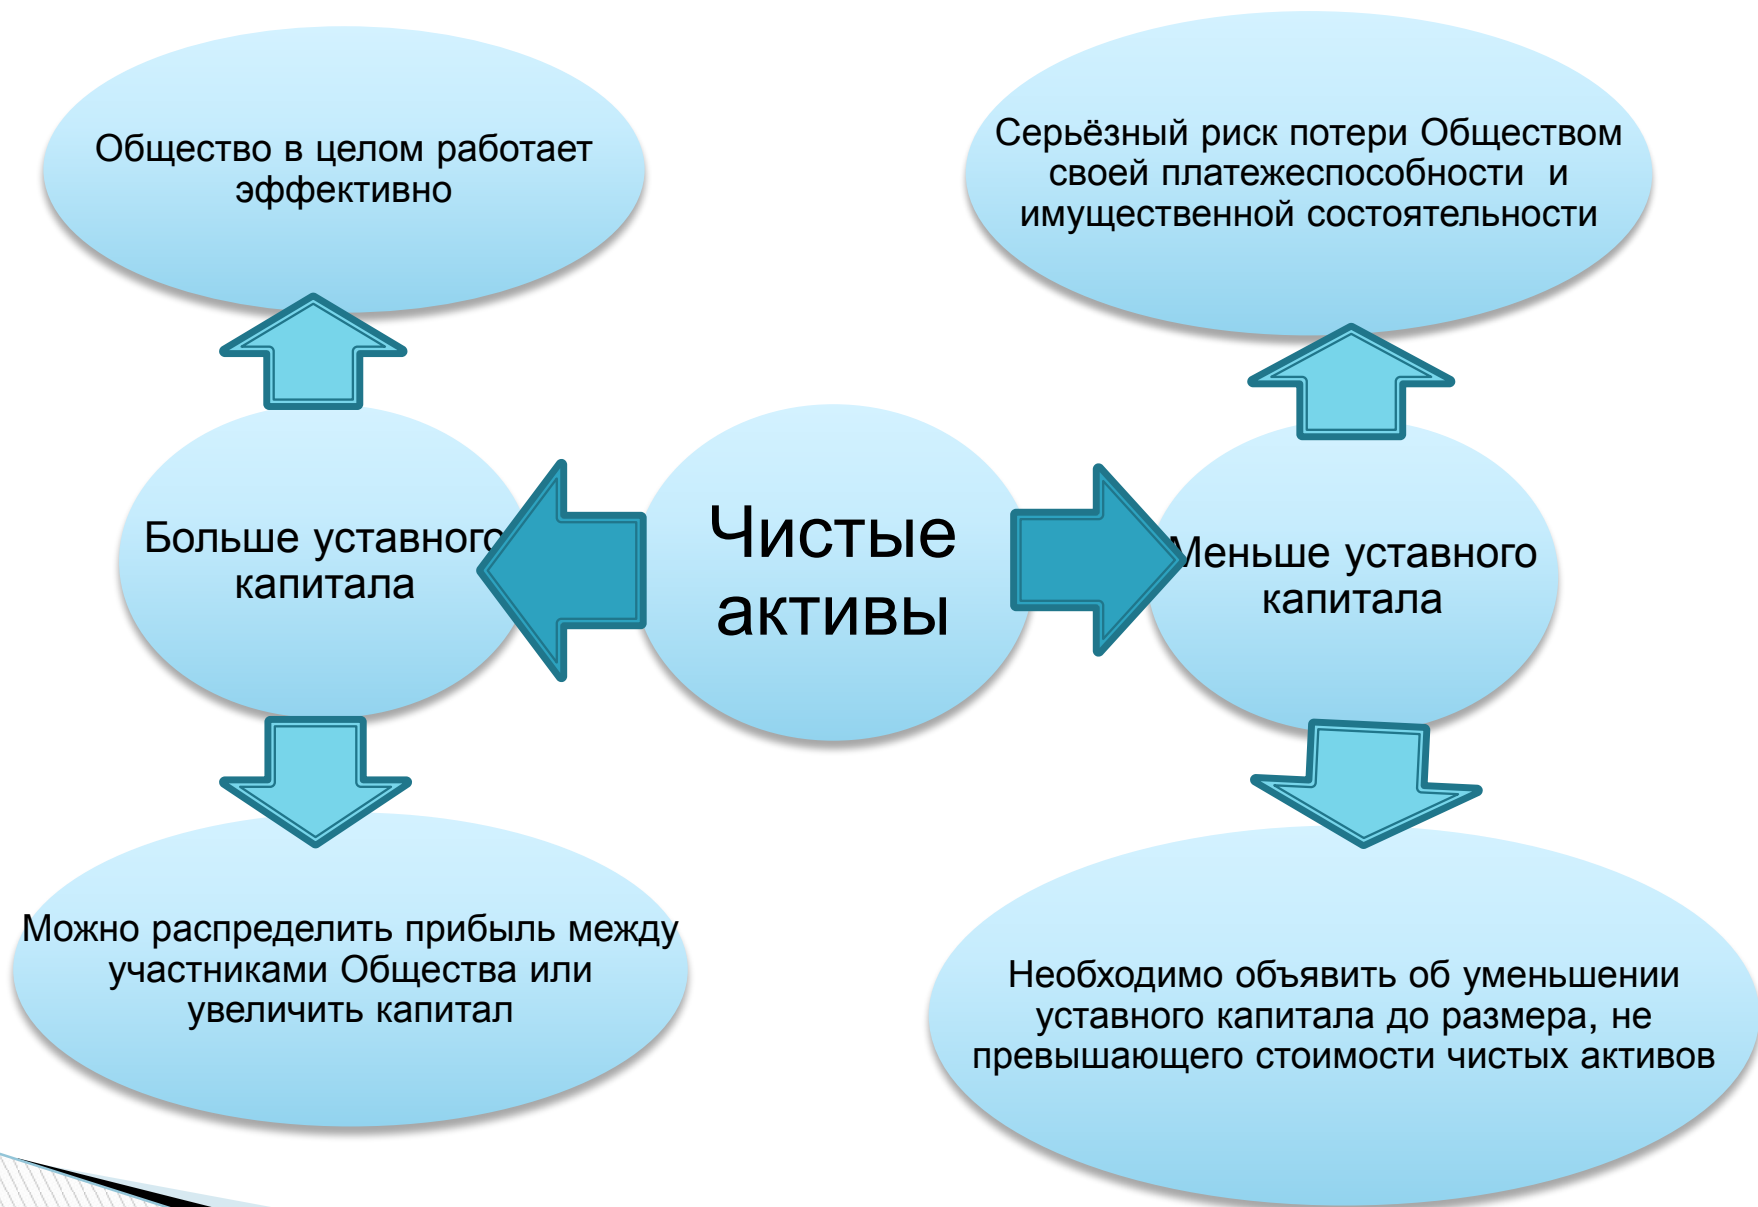 Общество в целом работает
эффективно
Серьёзный риск потери Обществом
своей платежеспособности и
имущественной состоятельности
Больше уставного
капитала
Чистые
активы
Меньше уставного
капитала
Можно распределить прибыль между
участниками Общества или
увеличить капитал
Необходимо объявить об уменьшении
уставного капитала до размера, не
превышающего стоимости чистых активов